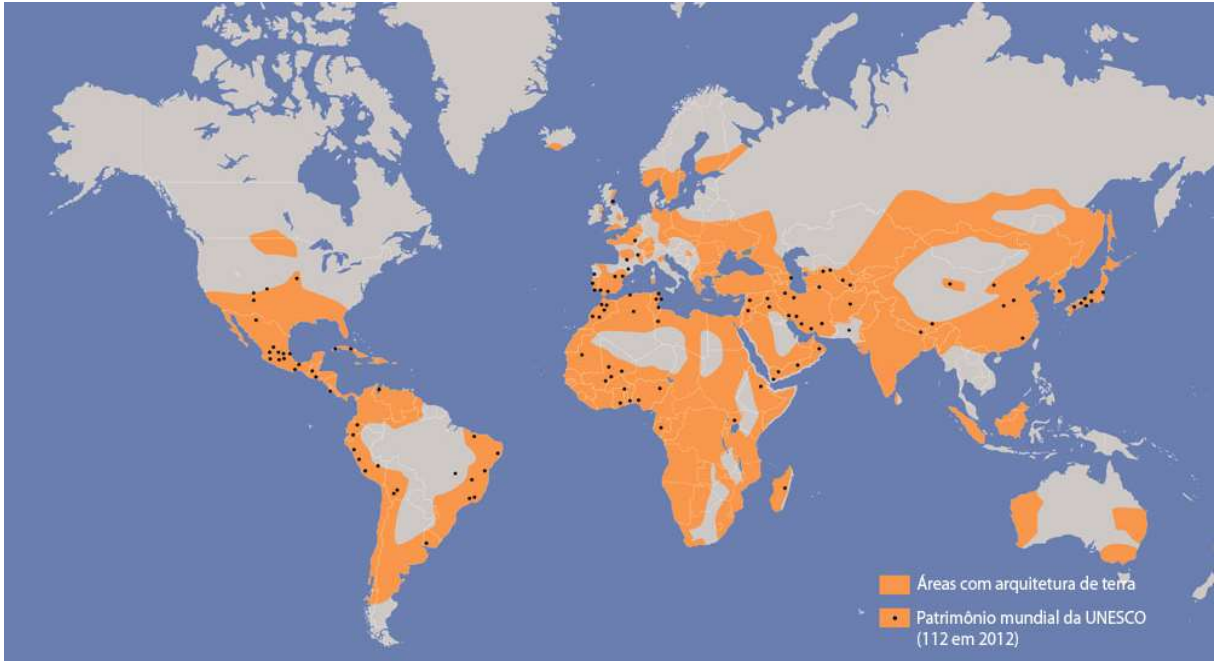 Áreas com arquitetura de terra
Patrimônio mundial da UNESCO
(112 em 2012)